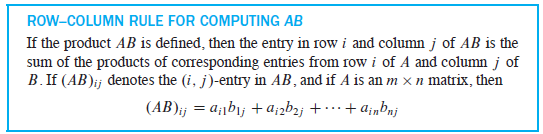 ROW–COLUMN RULE FOR COMPUTING AB
If the product AB is defined, then the entry in row i and column j of AB is the
sum of the products of corresponding entries from row i of A and column j of
B. If (AB)ij denotes the (i, j)-entry in AB, and if A is an m × n matrix, then
(AB)ij = ai1b1j + ai2b2j + ··· + ainbnj